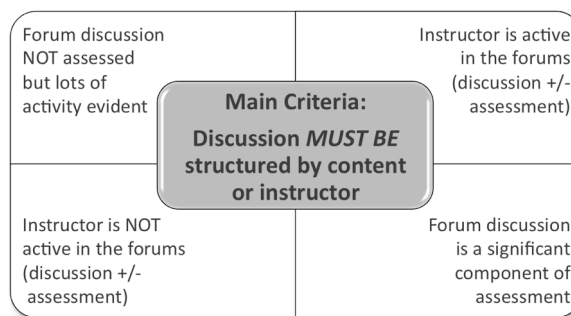 Forum discussion
NOT assessed
but lots of
activity evident
Instructor is active
in the forums
(discussion +/-
assessment)
Main Criteria:
Discussion MUST BE
structured by content
or instructor
Instructor is NOT
active in the forums
(discussion +/-
assessment)
Forum discussion
is a significant
component of
assessment